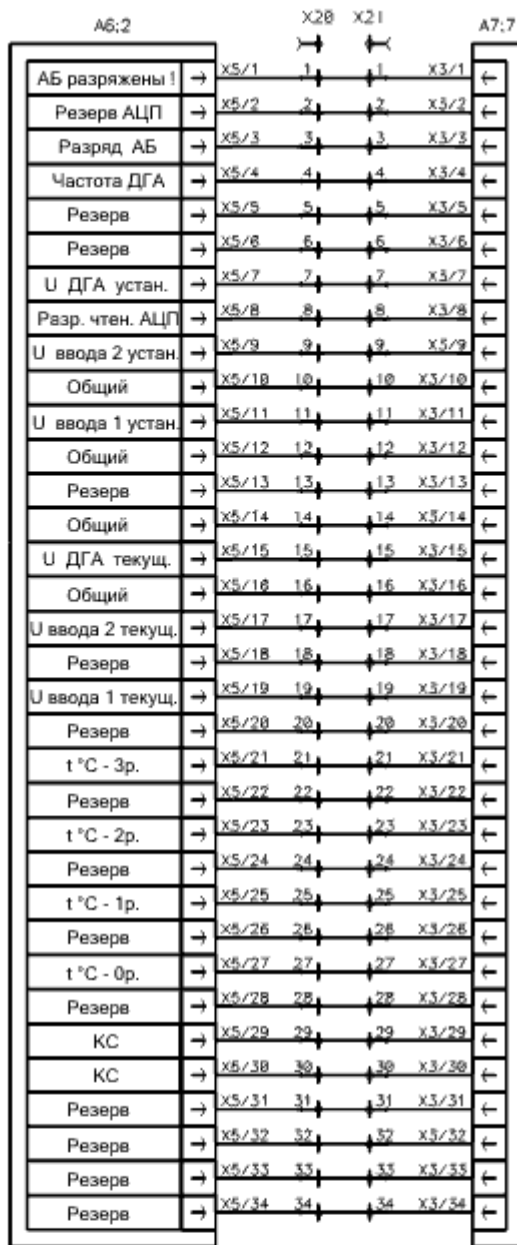 А6:2 X20 X21 А7:7
АБ разряжены ! X5/1 1 1 X3/1
Резерв АЦП X5/2 2 2 X3/2
Разряд АБ X5/3 3 3 X3/3
Частота ДГА X5/4 4 4 X3/4
Резерв X5/5 5 5 X3/5
Резерв X5/6 6 6 X3/6
U ДГА устан. X5/7 7 7 X3/7
Разр. чтен. АЦП X5/8 8 8 X3/8
U ввода 2 устан. X5/9 9 9 X5/9
Общий X5/10 10 10 X3/10
U ввода 1 устан. X5/11 11 11 X3/11
Общий X5/12 12 12 X3/12
Резерв X5/13 13 13 X3/13
Общий X5/14 14 14 X3/14
U ДГА текущ. X5/15 15 15 X3/15
Общий X5/16 16 16 X3/16
U ввода 2 текущ. X5/17 17 17 X3/17
Резерв X5/18 18 18 X3/18
U ввода 1 текущ. X5/19 19 19 X3/19
Резерв X5/20 20 20 X3/20
t °C - 3р. X5/21 21 21 X3/21
Резерв X5/22 22 22 X3/22
t °C - 2р. X5/23 23 23 X3/23
Резерв X5/24 24 24 X3/24
t °C - 1р. X5/25 25 25 X3/25
Резерв X5/26 26 26 X3/26
t °C - 0р. X5/27 27 27 X3/27
Резерв X5/28 28 28 X3/28
КС X5/29 29 29 X3/29
КС X5/30 30 30 X3/30
Резерв X5/31 31 31 X3/31
Резерв X5/32 32 32 X3/32
Резерв X5/33 33 33 X3/33
Резерв X5/34 34 34 X3/34